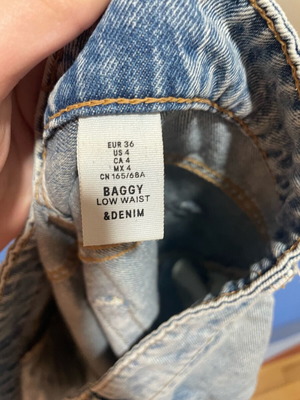 EUR 36
US 4
CA 4
MX 4
CN 165/68A
BAGGY
LOW WAIST
&DENIM